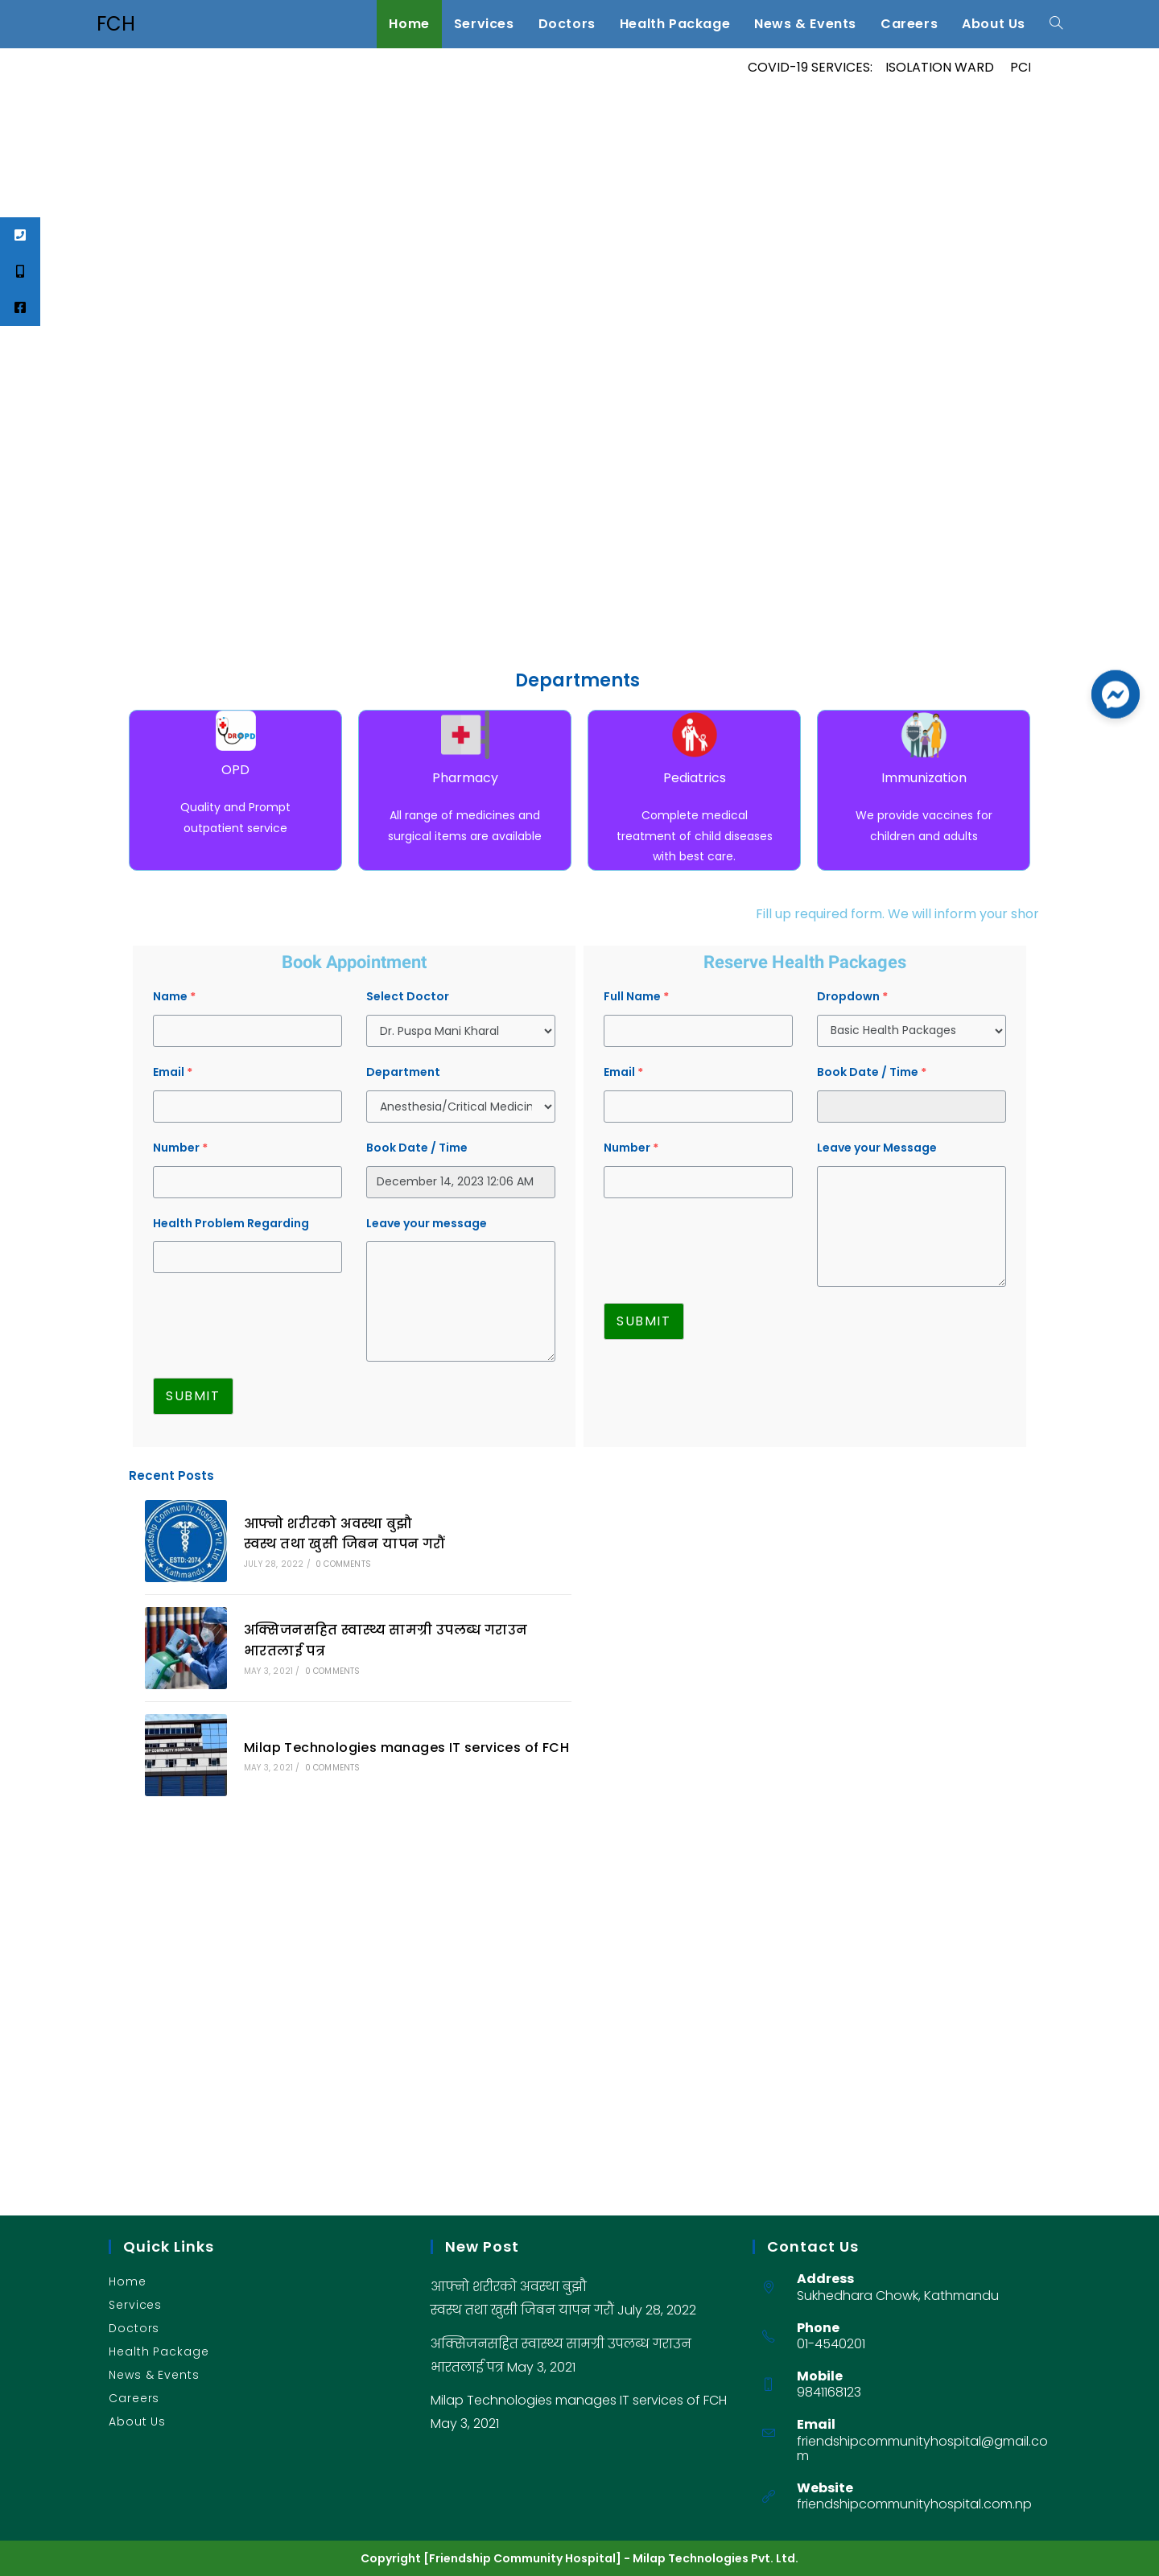 FCH
Home Services Doctors Health Package News & Events Careers About Us
COVID-19 SERVICES: ISOLATION WARD PCI
Departments
OPD
Quality and Prompt
outpatient service
Pharmacy
All range of medicines and
surgical items are available
Pediatrics
Complete medical
treatment of child diseases
with best care.
Immunization
We provide vaccines for
children and adults
Fill up required form. We will inform your shor
Book Appointment
Name *
Select Doctor
Dr. Puspa Mani Kharal
Email *
Department
Anesthesia/Critical Medicin
Number *
Book Date / Time
December 14, 2023 12:06 AM
Health Problem Regarding
Leave your message
SUBMIT
Reserve Health Packages
Full Name *
Dropdown *
Basic Health Packages
Email *
Book Date / Time *
Number *
Leave your Message
SUBMIT
Recent Posts
Friendship Community Hospital Pvt. Ltd.
ESTD:-2074
Kathmandu
आफ्नो शरीरको अवस्था बुझौ
स्वस्थ तथा खुसी जिबन यापन गरौं
JULY 28, 2022 / 0 COMMENTS
अक्सिजनसहित स्वास्थ्य सामग्री उपलब्ध गराउन
भारतलाई पत्र
MAY 3, 2021 / 0 COMMENTS
Milap Technologies manages IT services of FCH
MAY 3, 2021 / 0 COMMENTS
Quick Links
Home
Services
Doctors
Health Package
News & Events
Careers
About Us
New Post
आफ्नो शरीरको अवस्था बुझौ
स्वस्थ तथा खुसी जिबन यापन गरौं July 28, 2022
अक्सिजनसहित स्वास्थ्य सामग्री उपलब्ध गराउन
भारतलाई पत्र May 3, 2021
Milap Technologies manages IT services of FCH
May 3, 2021
Contact Us
Address
Sukhedhara Chowk, Kathmandu
Phone
01-4540201
Mobile
9841168123
Email
friendshipcommunityhospital@gmail.co
m
Website
friendshipcommunityhospital.com.np
Copyright [Friendship Community Hospital] - Milap Technologies Pvt. Ltd.